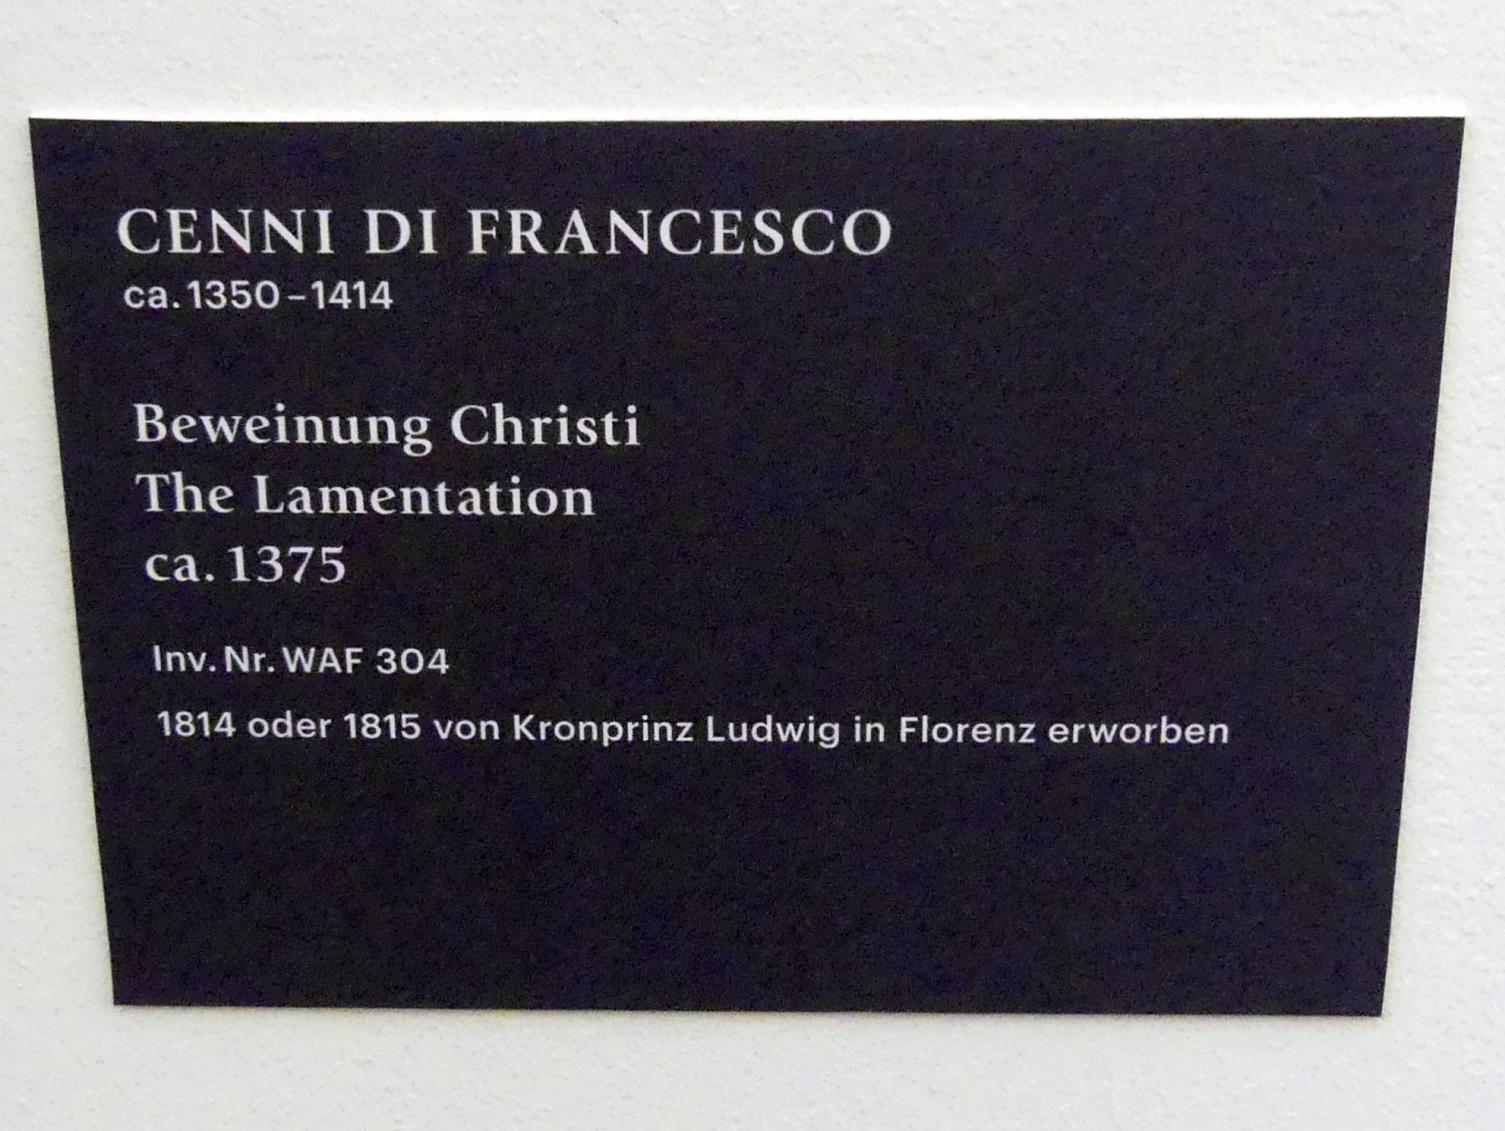 CENNI DI FRANCESCO
ca. 1350 – 1414
Beweinung Christi
The Lamentation
ca. 1375
Inv. Nr. WAF 304
1814 oder 1815 von Kronprinz Ludwig in Florenz erworben